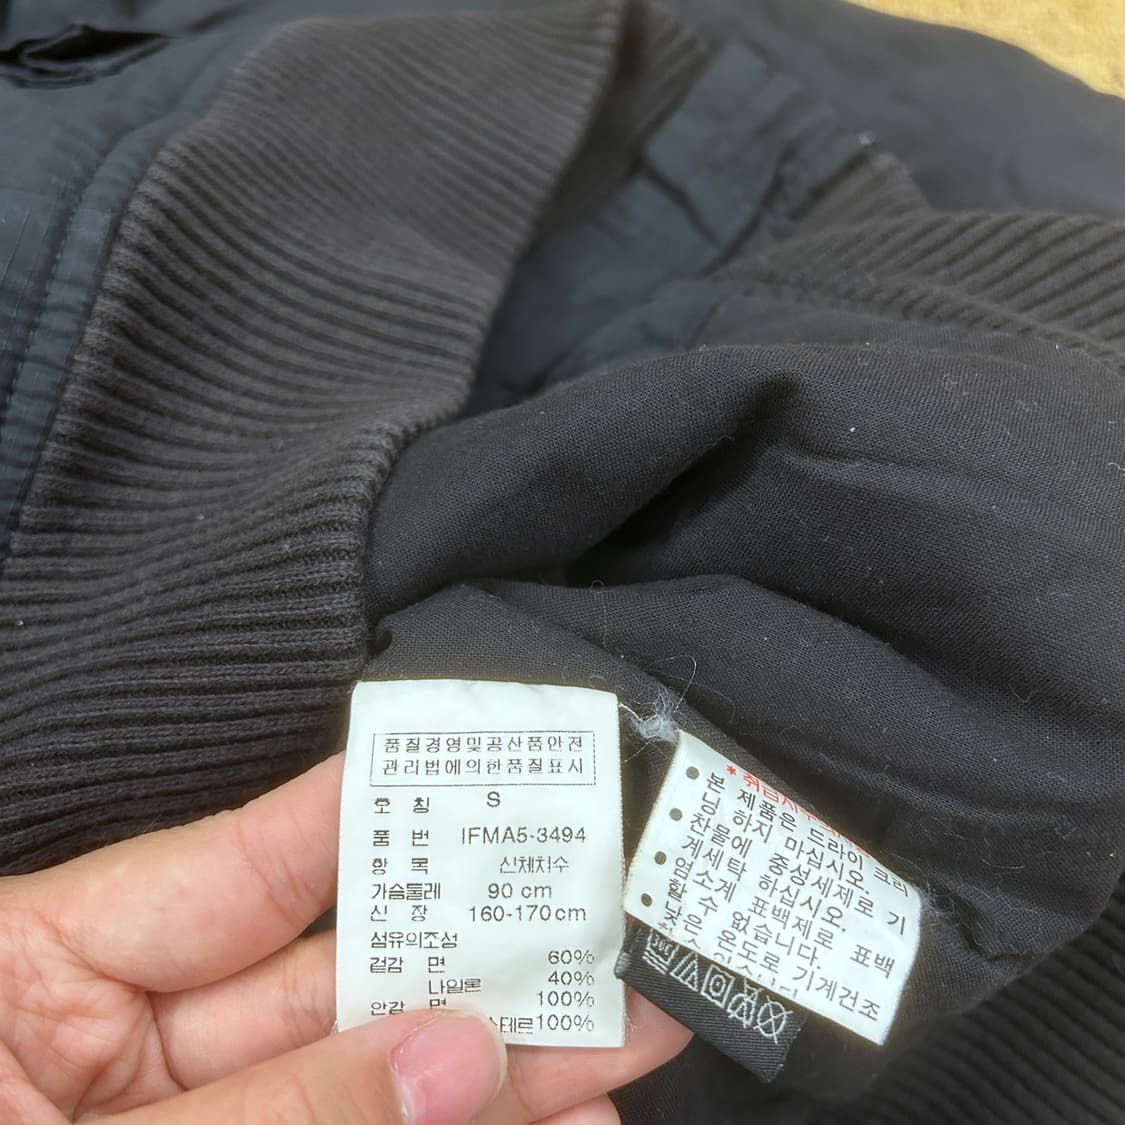 품질경영및공산품안전
관리법에의한품질표시
호 칭 S
품 번 IFMA5-3494
항 목 신체치수
가슴둘레 90 cm
신 장 160-170cm
섬유의조성
겉감 면 60%
나일론 40%
안감 면 100%
스테르100%
본 제품은 드라이 크리
닝 하지 마십시오.
찬물에 중성세제로 기
계세탁 하십시오.
염소계 표백제로 표백
할 수 없습니다.
낮은 온도로 기계건조